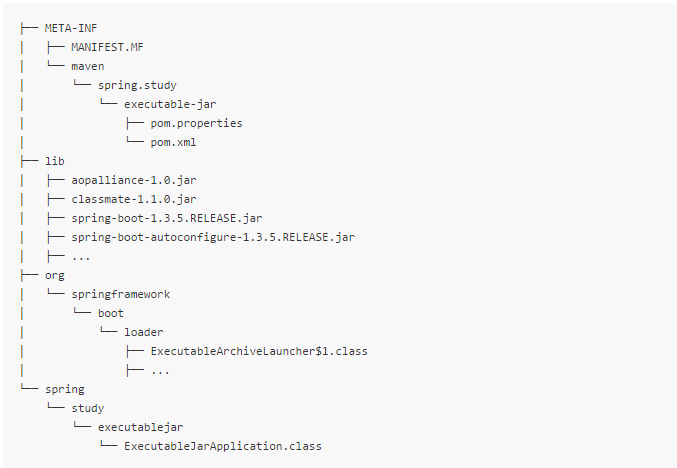 ├── META-INF
│   ├── MANIFEST.MF
│   └── maven
│       └── spring.study
│           └── executable-jar
│               ├── pom.properties
│               └── pom.xml
├── lib
│   ├── aopalliance-1.0.jar
│   ├── classmate-1.1.0.jar
│   ├── spring-boot-1.3.5.RELEASE.jar
│   ├── spring-boot-autoconfigure-1.3.5.RELEASE.jar
│   ├── ...
├── org
│   └── springframework
│       └── boot
│           └── loader
│               ├── ExecutableArchiveLauncher$1.class
│               ├── ...
└── spring
    └── study
        └── executablejar
            └── ExecutableJarApplication.class